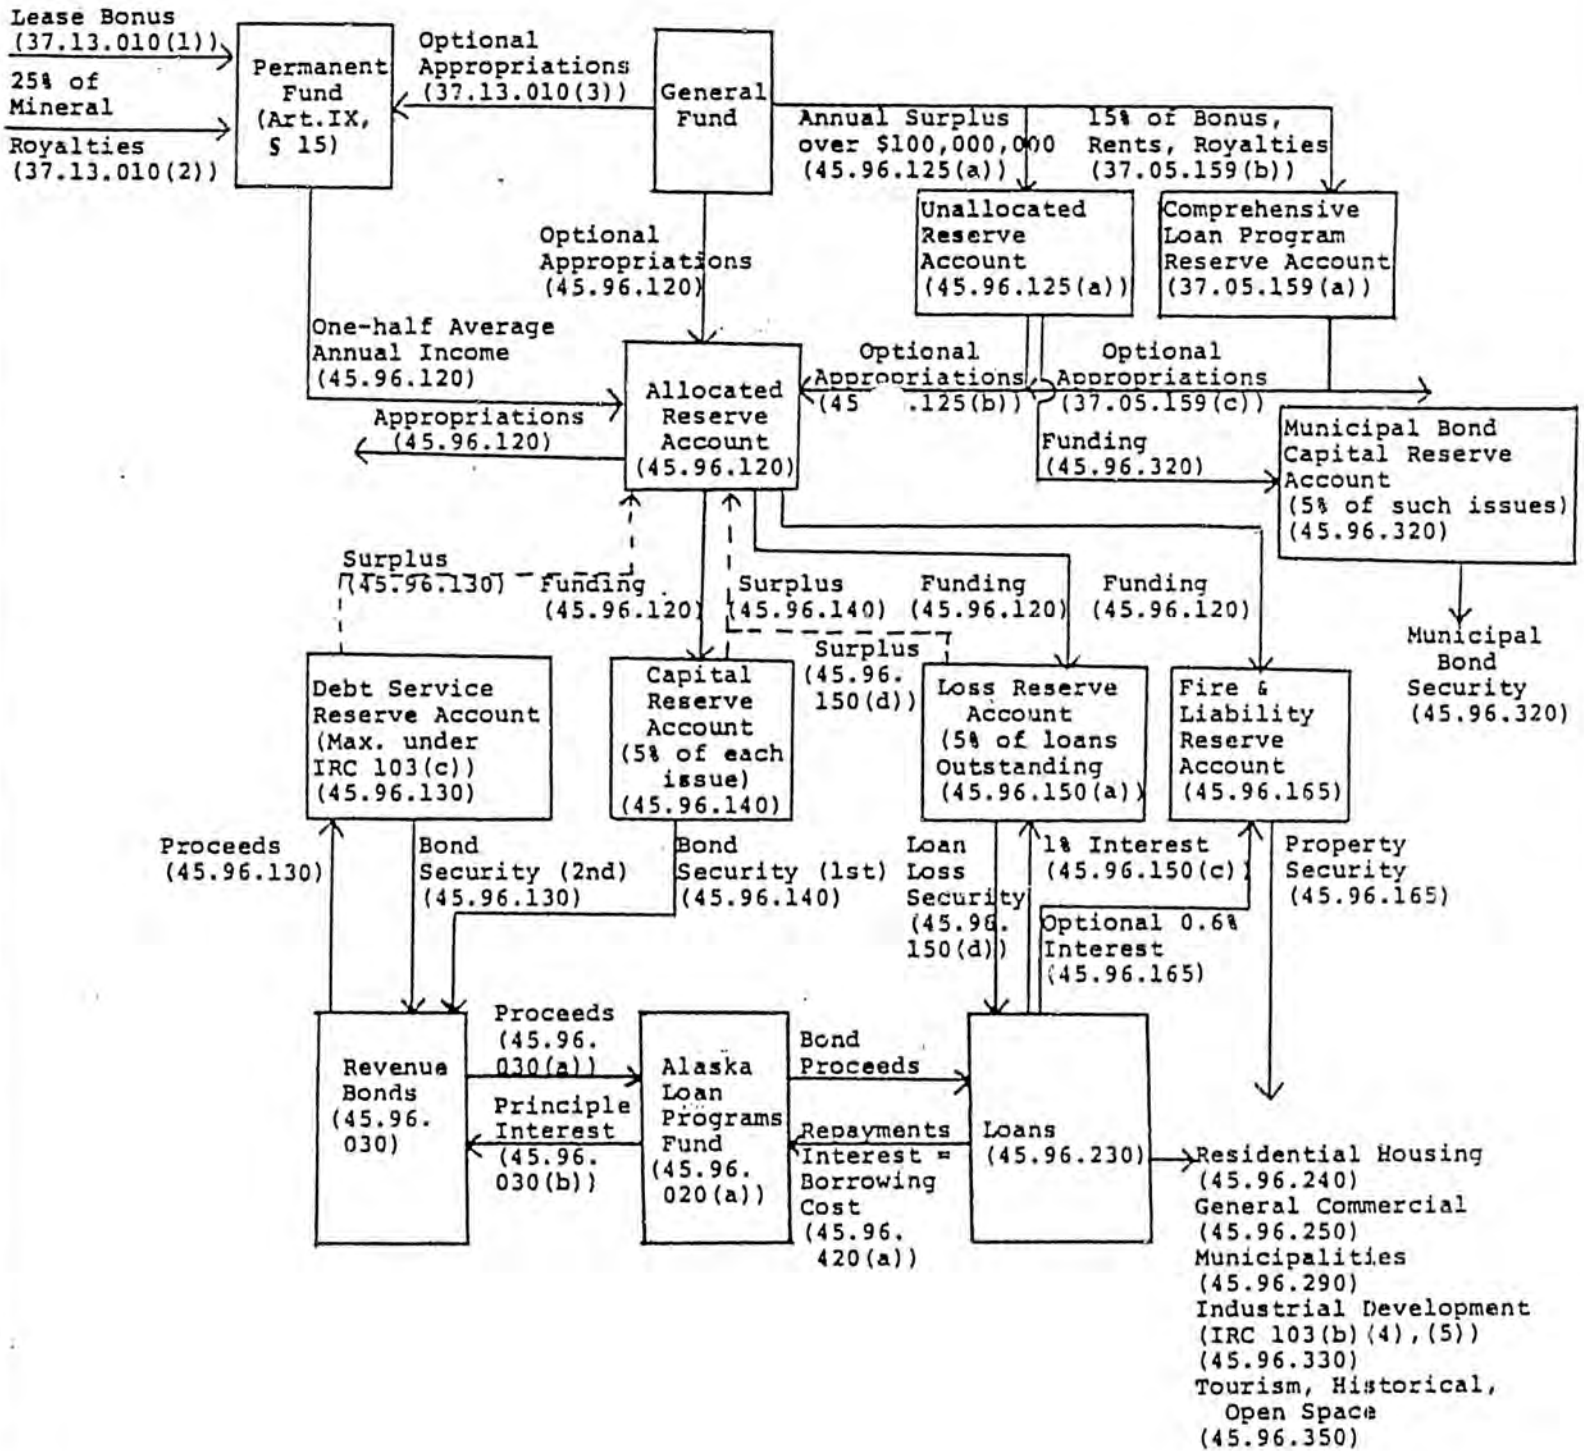 Lease Bonus
(37.13.010(1))
25% of
Mineral
Royalties
(37.13.010(2))
Permanent
Fund
(Art.IX,
§ 15)
Optional
Appropriations
(37.13.010(3))
General
Fund
Annual Surplus
over $100,000,000
(45.96.125(a))
15% of Bonus,
Rents, Royalties
(37.05.159(b))
Unallocated
Reserve
Account
(45.96.125(a))
Comprehensive
Loan Program
Reserve Account
(37.05.159(a))
Optional
Appropriations
(45.96.120)
One-half Average
Annual Income
(45.96.120)
Appropriations
(45.96.120)
Allocated
Reserve
Account
(45.96.120)
Optional
Appropriations
(45 .125(b))
Optional
Appropriations
(37.05.159(c))
Funding
(45.96.320)
Municipal Bond
Capital Reserve
Account
(5% of such issues)
(45.96.320)
Municipal
Bond
Security
(45.96.320)
Surplus
(45.96.130)
Funding
(45.96.120)
Surplus
(45.96.140)
Funding
(45.96.120)
Funding
(45.96.120)
Surplus
(45.96.
150(d))
Debt Service
Reserve Account
(Max. under
IRC 103(c))
(45.96.130)
Capital
Reserve
Account
(5% of each
issue)
(45.96.140)
Loss Reserve
Account
(5% of loans
Outstanding
(45.96.150(a))
Fire &
Liability
Reserve
Account
(45.96.165)
Proceeds
(45.96.130)
Bond
Security (2nd)
(45.96.130)
Bond
Security (1st)
(45.96.140)
Loan
Loss
Security
(45.96.
150(d))
1% Interest
(45.96.150(c))
Optional 0.6%
Interest
(45.96.165)
Property
Security
(45.96.165)
Revenue
Bonds
(45.96.
030)
Proceeds
(45.96.
030(a))
Principle
Interest
(45.96.
030(b))
Alaska
Loan
Programs
Fund
(45.96.
020(a))
Bond
Proceeds
Repayments
Interest =
Borrowing
Cost
(45.96.
420(a))
Loans
(45.96.230)
Residential Housing
(45.96.240)
General Commercial
(45.96.250)
Municipalities
(45.96.290)
Industrial Development
(IRC 103(b)(4),(5))
(45.96.330)
Tourism, Historical,
Open Space
(45.96.350)